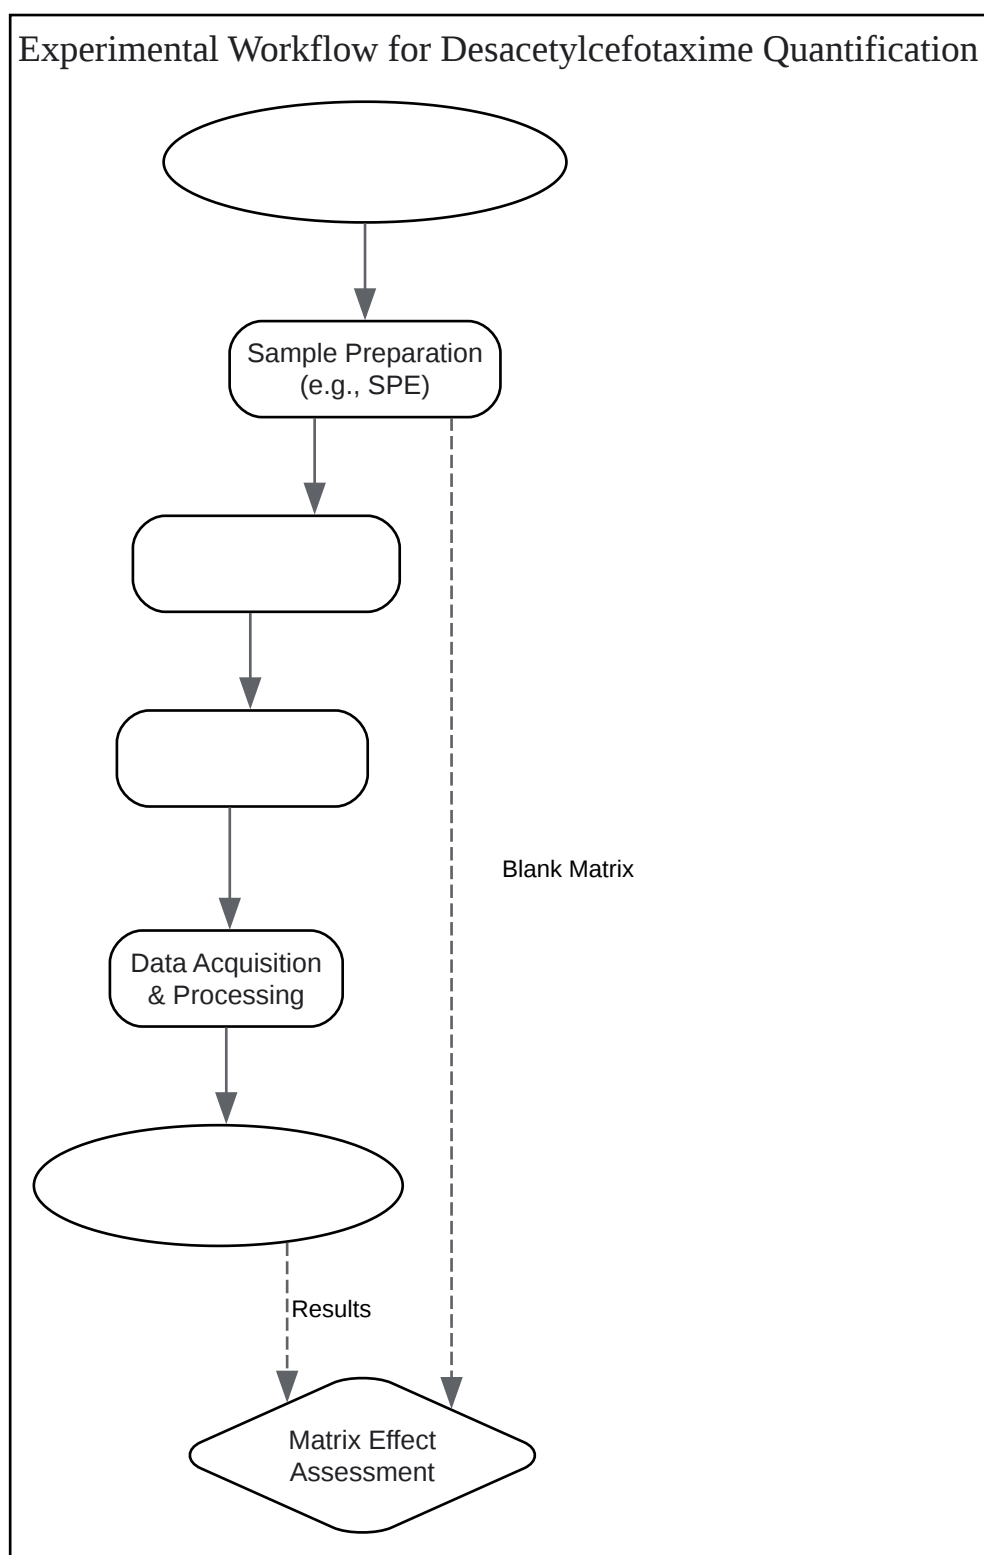 Experimental Workflow for Desacetylcefotaxime Quantification
Sample Preparation
(e.g., SPE)
Blank Matrix
Data Acquisition
& Processing
Results
Matrix Effect
Assessment